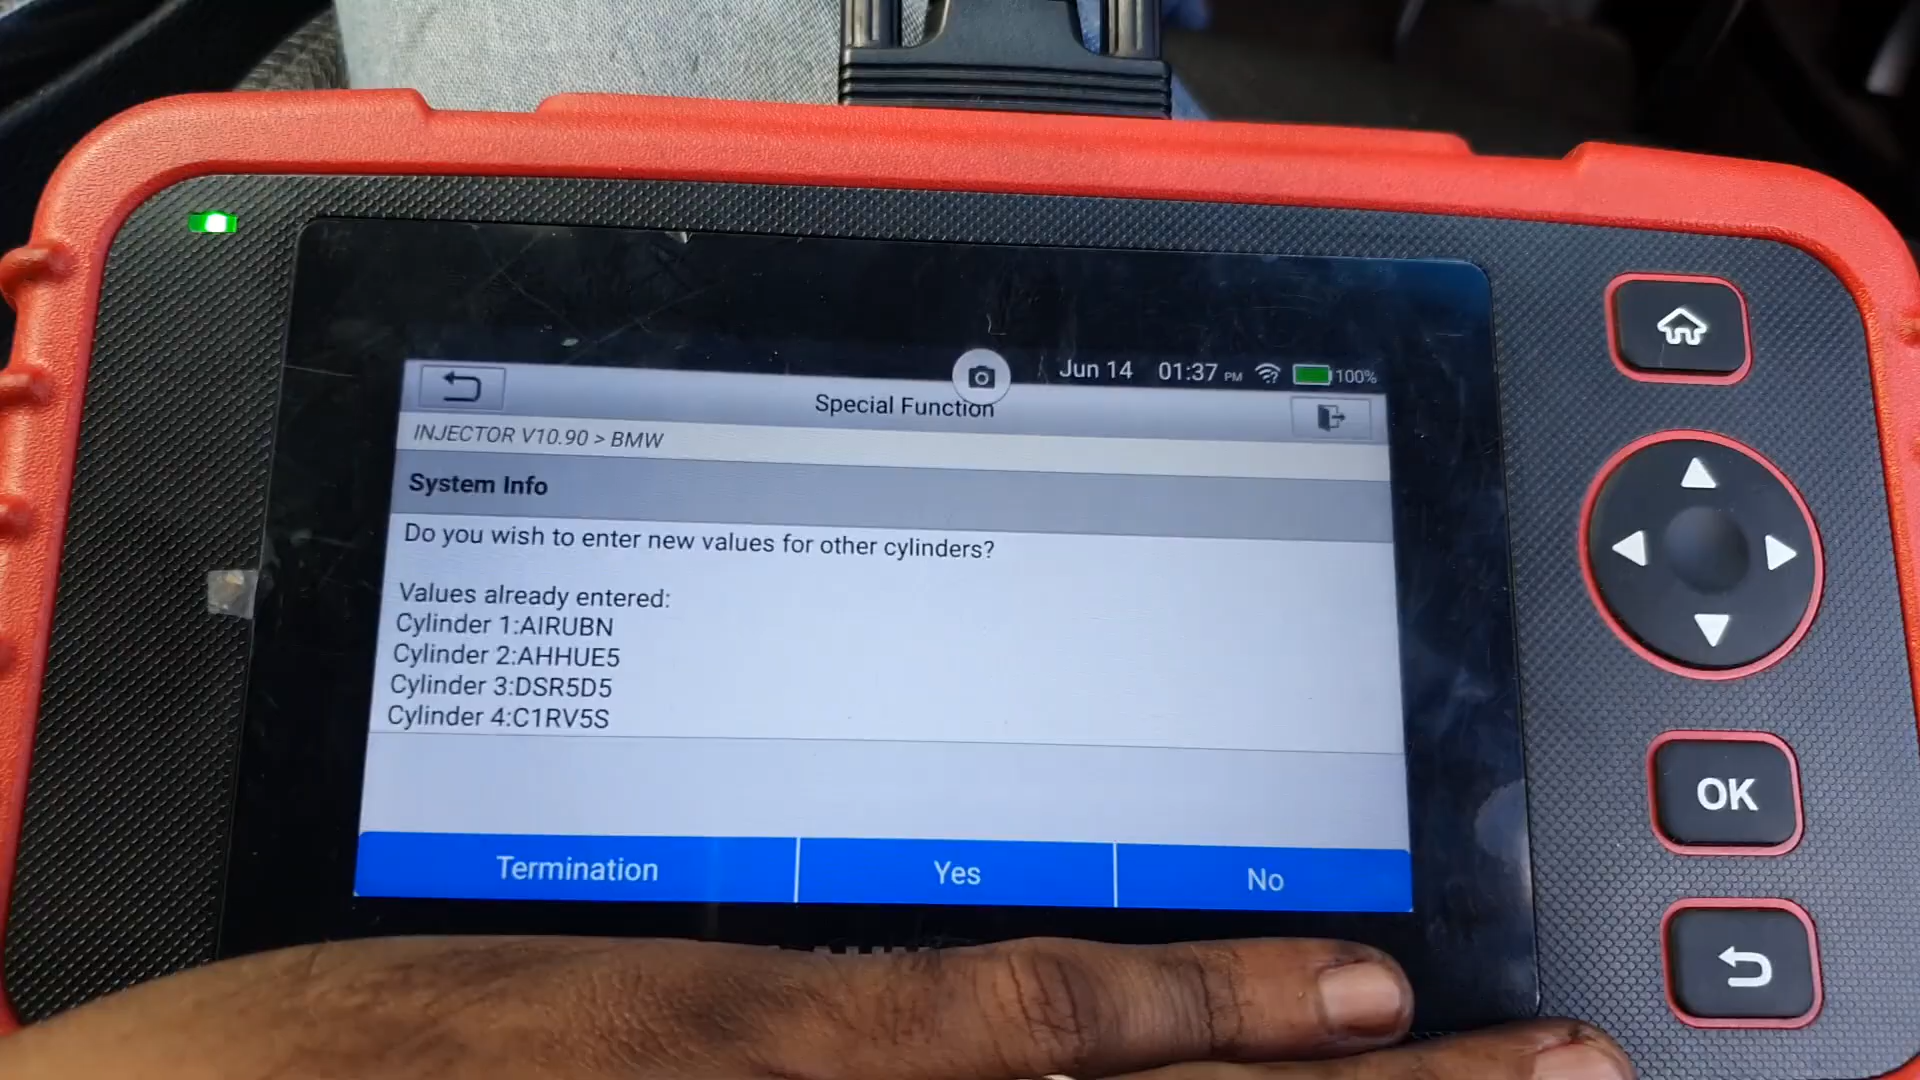 Jun 14 01:37 PM 100%
Special Function
INJECTOR V10.90 > BMW
System Info
Do you wish to enter new values for other cylinders?
Values already entered:
Cylinder 1:AIRUBN
Cylinder 2:AHHUE5
Cylinder 3:DSR5D5
Cylinder 4:C1RV5S
Termination Yes No
OK